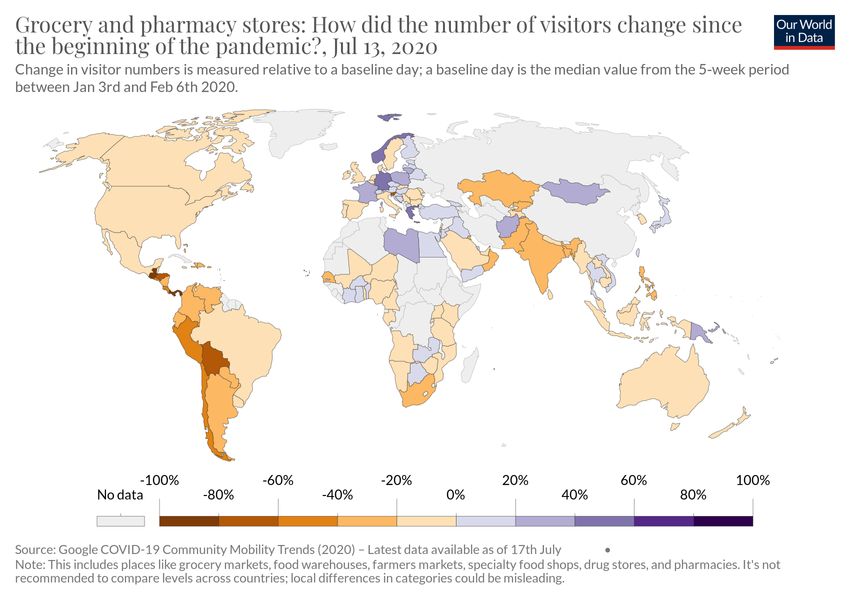 Grocery and pharmacy stores: How did the number of visitors change since
the beginning of the pandemic?, Jul 13, 2020
Our World
in Data
Change in visitor numbers is measured relative to a baseline day; a baseline day is the median value from the 5-week period
between Jan 3rd and Feb 6th 2020.
-100% -60% -20% 20% 60% 100%
No data -80% -40% 0% 40% 80%
Source: Google COVID-19 Community Mobility Trends (2020) – Latest data available as of 17th July
Note: This includes places like grocery markets, food warehouses, farmers markets, specialty food shops, drug stores, and pharmacies. It's not
recommended to compare levels across countries; local differences in categories could be misleading.